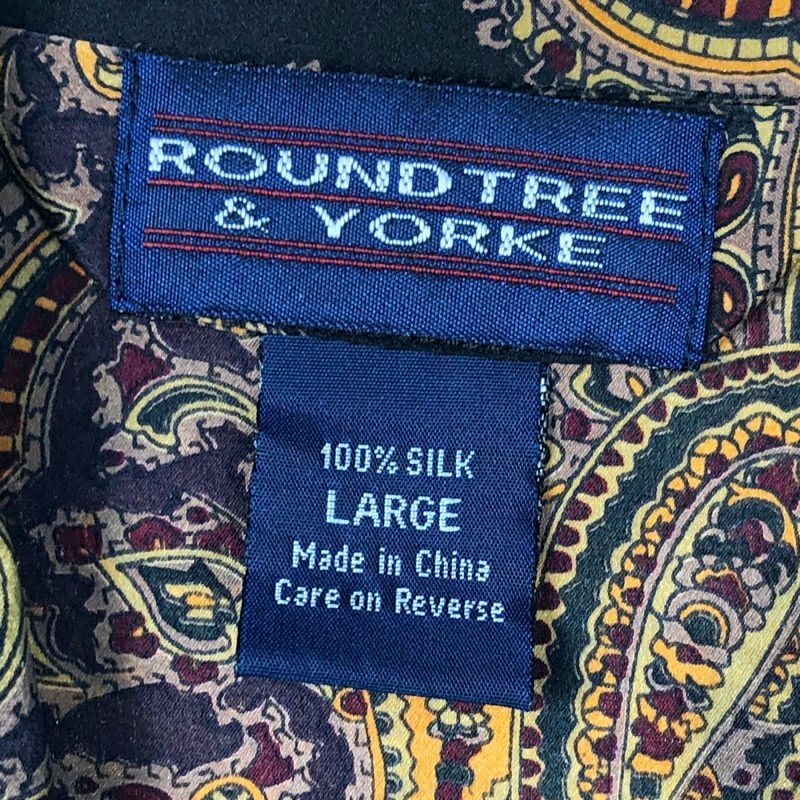 ROUNDTREE
& YORKE
100% SILK
LARGE
Made in China
Care on Reverse